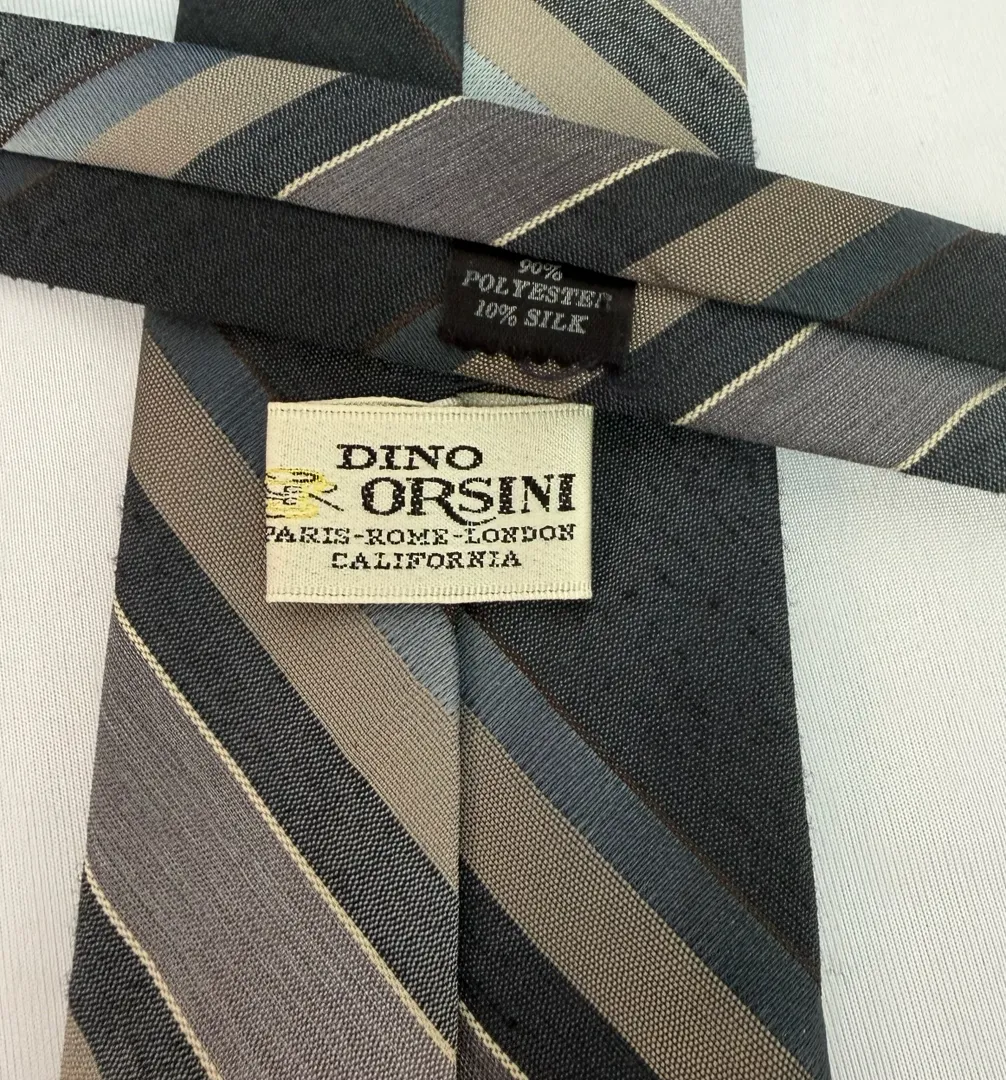 90%
POLYESTER
10% SILK
DINO
ORSINI
PARIS-ROME-LONDON
CALIFORNIA